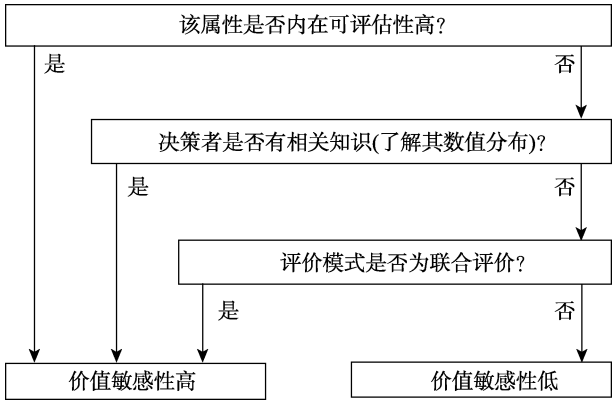 该属性是否内在可评估性高?
是
否
决策者是否有相关知识(了解其数值分布)?
是
否
评价模式是否为联合评价?
是
否
价值敏感性高
价值敏感性低